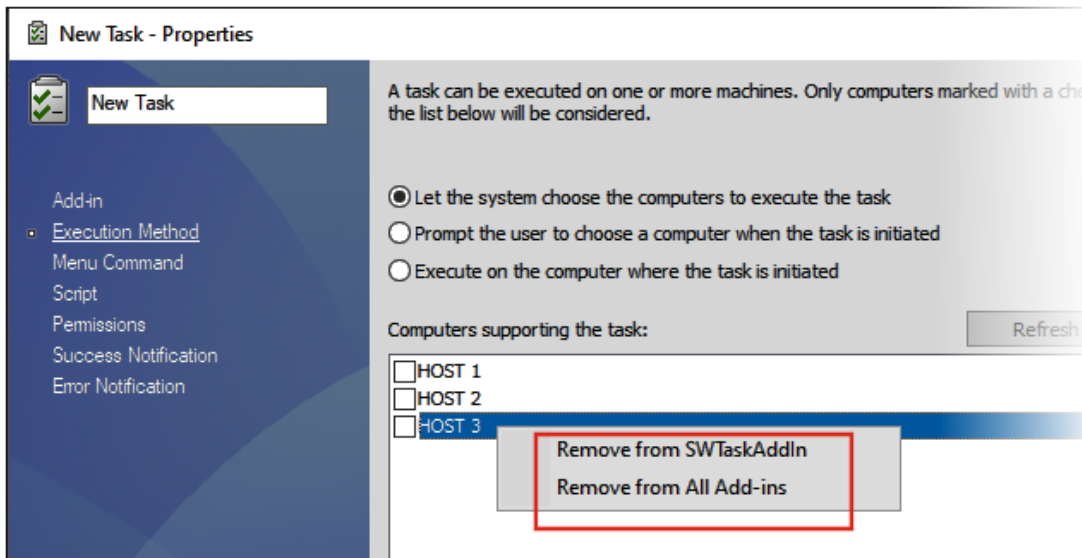 New Task - Properties
New Task
Add-in
Execution Method
Menu Command
Script
Permissions
Success Notification
Error Notification
A task can be executed on one or more machines. Only computers marked with a
the list below will be considered.
Let the system choose the computers to execute the task
Prompt the user to choose a computer when the task is initiated
Execute on the computer where the task is initiated
Computers supporting the task:
Refresh
HOST 1
HOST 2
HOST 3
Remove from SWTaskAddIn
Remove from All Add-ins